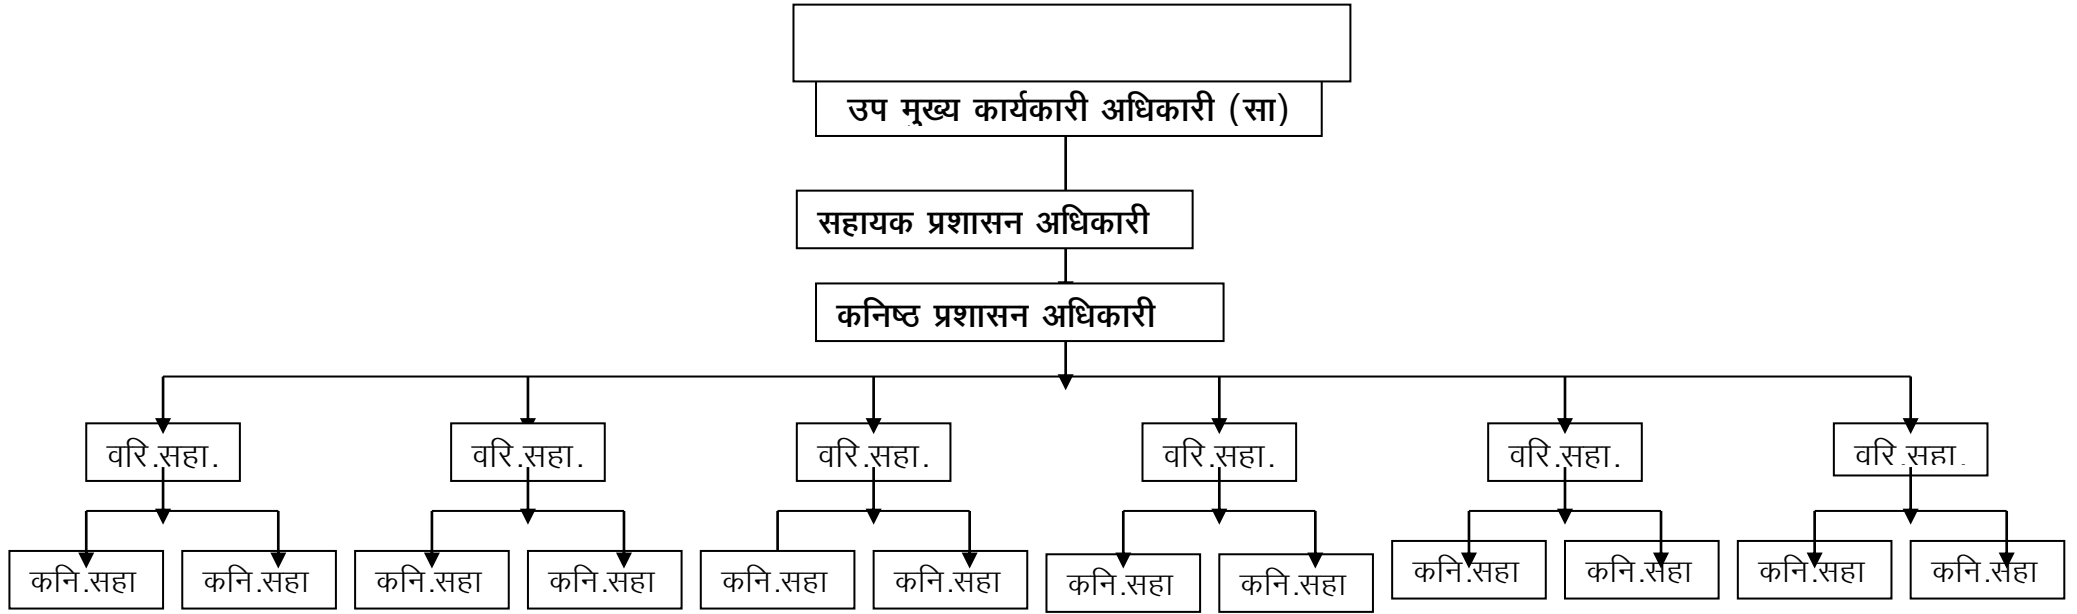 उप मुख्य कार्यकारी अधिकारी (सा)
सहायक प्रशासन अधिकारी
कनिष्ठ प्रशासन अधिकारी
वरि.सहा. वरि.सहा. वरि.सहा. वरि.सहा. वरि.सहा. वरि.सहा.
कनि.सहा कनि.सहा कनि.सहा कनि.सहा कनि.सहा कनि.सहा कनि.सहा कनि.सहा कनि.सहा कनि.सहा कनि.सहा कनि.सहा